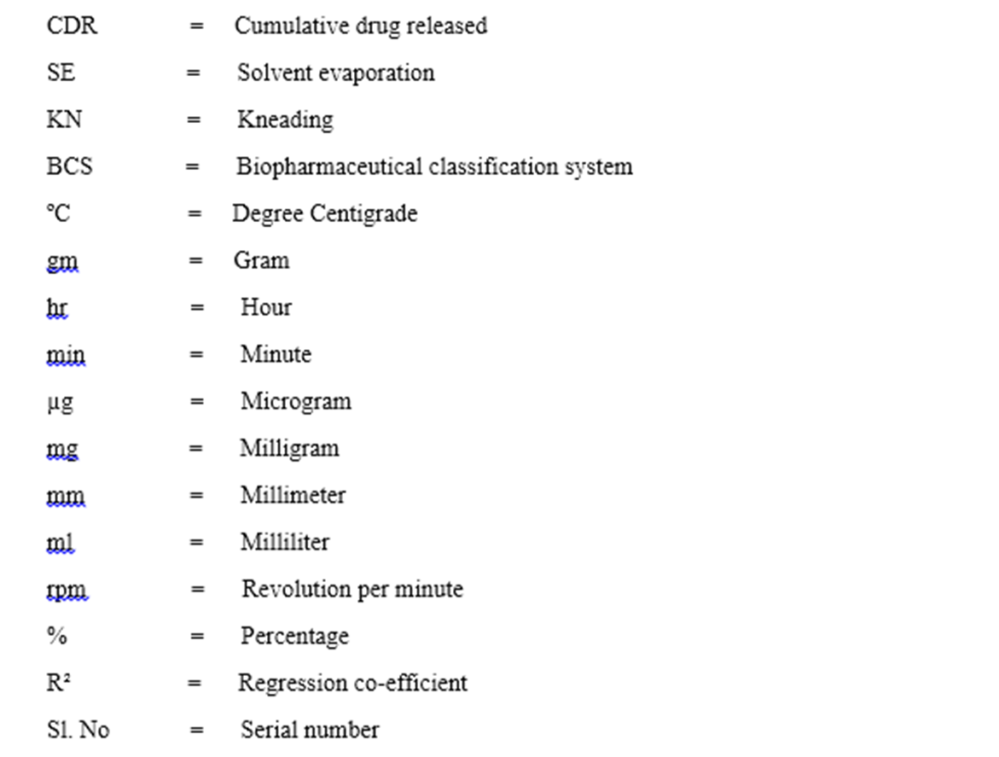 CDR = Cumulative drug released
SE = Solvent evaporation
KN = Kneading
BCS = Biopharmaceutical classification system
°C = Degree Centigrade
gm = Gram
hr = Hour
min = Minute
µg = Microgram
mg = Milligram
mm = Millimeter
ml = Milliliter
rpm = Revolution per minute
% = Percentage
R² = Regression co-efficient
Sl. No = Serial number